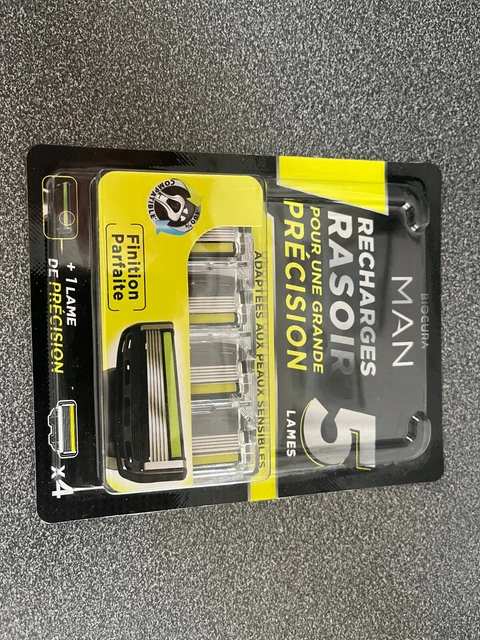 BIOCURA
MAN
RECHARGES
RASOIR
POUR UNE GRANDE
PRÉCISION
5
LAMES
ADAPTÉES AUX PEAUX SENSIBLES
COMPATIBLE
Finition
Parfaite
+ 1 LAME
DE PRÉCISION
X4